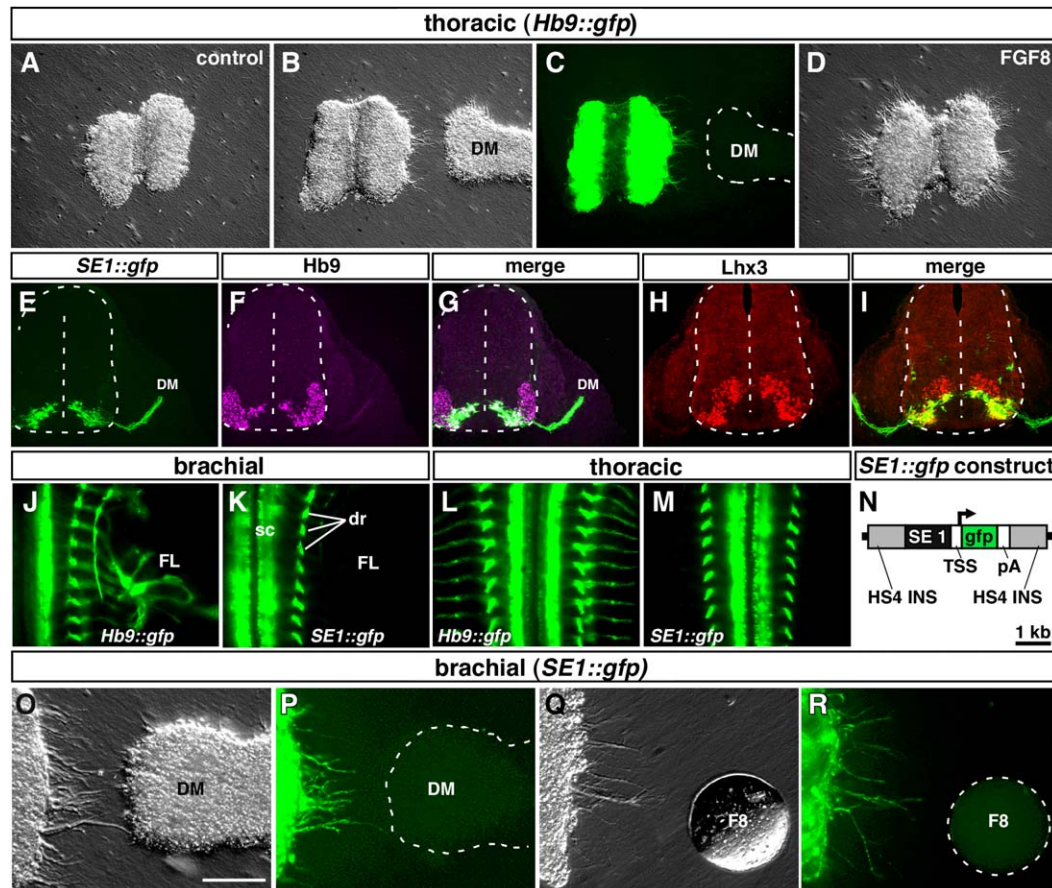 thoracic (Hb9::gfp)
A control
B
DM
C
DM
D FGF8
SE1::gfp
Hb9
merge
Lhx3
merge
E
DM
F
G
DM
H
I
brachial
thoracic
SE1::gfp construct
J
FL
Hb9::gfp
K
sc
dr
FL
SE1::gfp
L
Hb9::gfp
M
SE1::gfp
N
SE 1
gfp
TSS
pA
HS4 INS
HS4 INS
1 kb
brachial (SE1::gfp)
O
DM
P
DM
Q
F8
R
F8